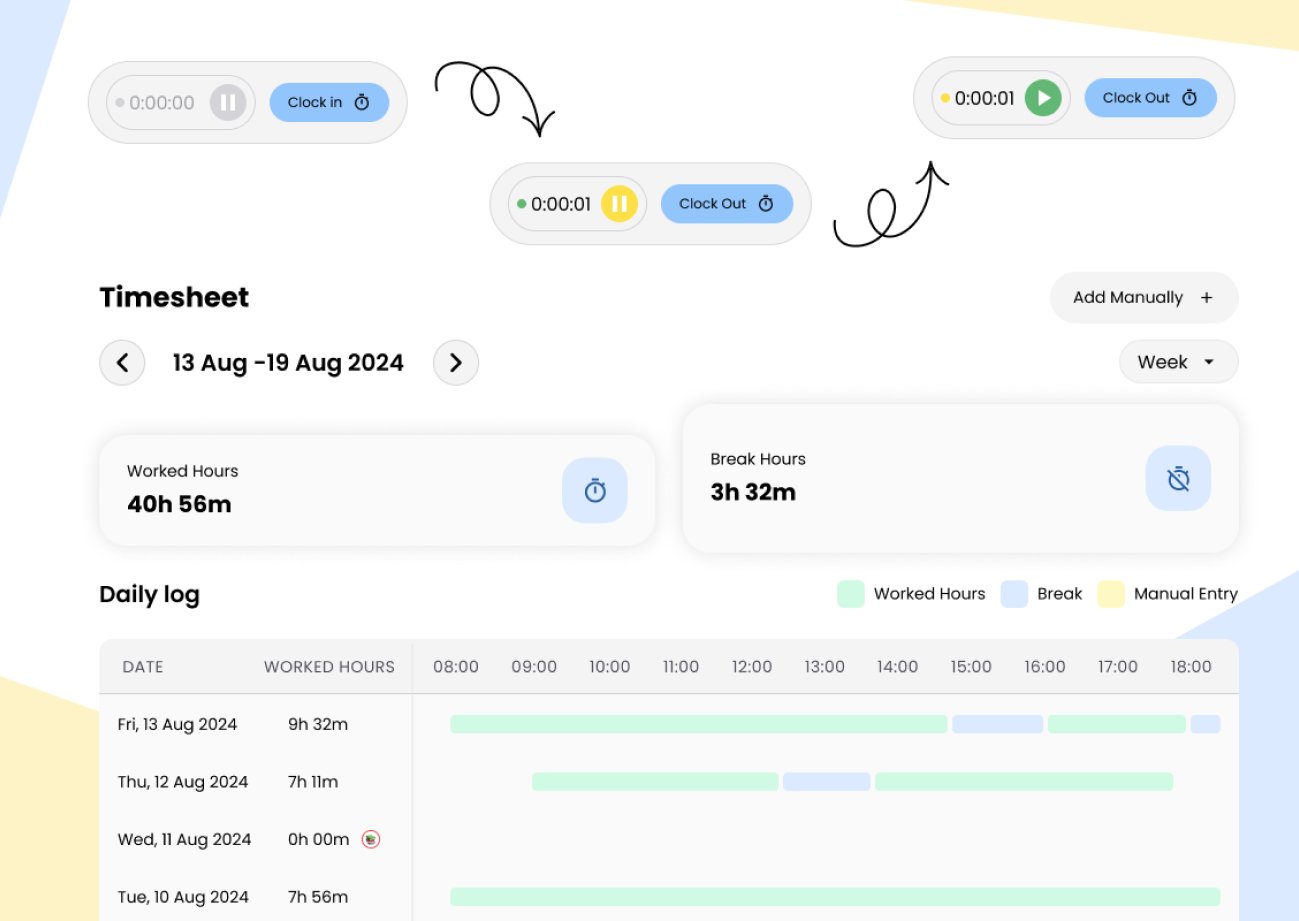 0:00:00 Clock in
0:00:01 Clock Out
0:00:01 Clock Out
Timesheet
Add Manually +
13 Aug –19 Aug 2024
Week
Worked Hours
40h 56m
Break Hours
3h 32m
Daily log
Worked Hours Break Manual Entry
DATE WORKED HOURS 08:00 09:00 10:00 11:00 12:00 13:00 14:00 15:00 16:00 17:00 18:00
Fri, 13 Aug 2024 9h 32m
Thu, 12 Aug 2024 7h 11m
Wed, 11 Aug 2024 0h 00m
Tue, 10 Aug 2024 7h 56m